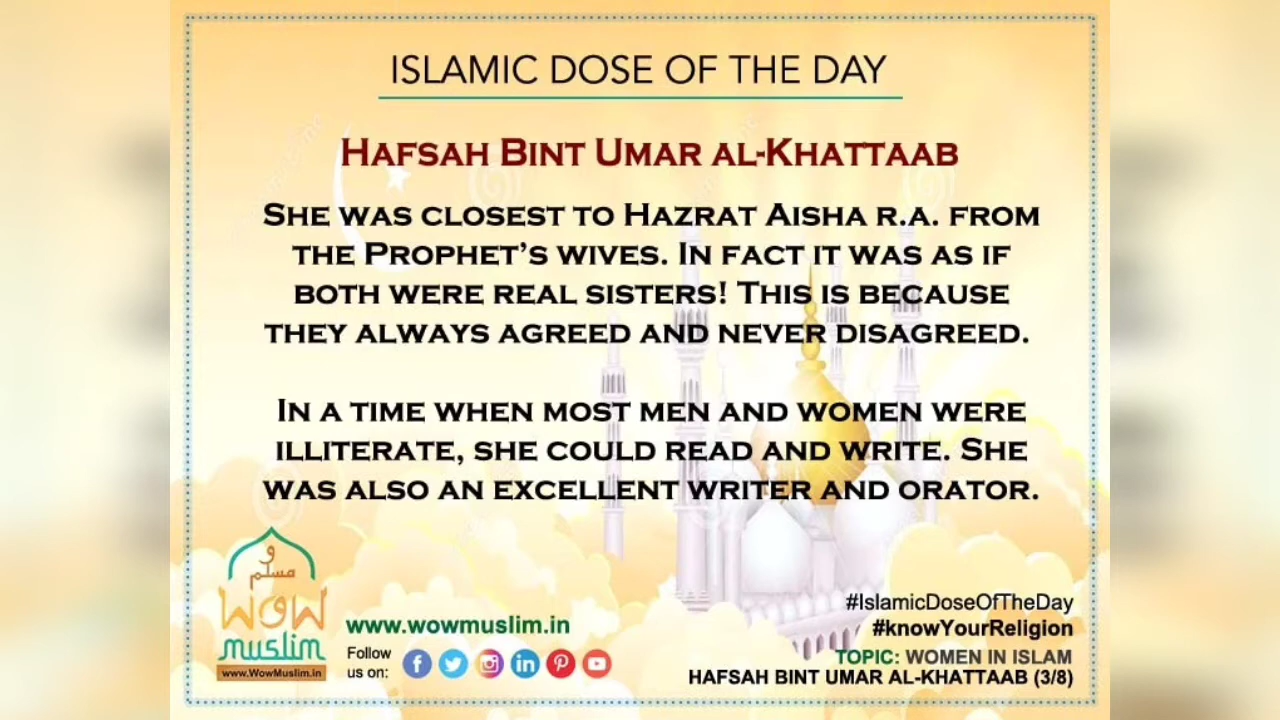 ISLAMIC DOSE OF THE DAY
HAFSAH BINT UMAR AL-KHATTAAB
SHE WAS CLOSEST TO HAZRAT AISHA R.A. FROM
THE PROPHET'S WIVES. IN FACT IT WAS AS IF
BOTH WERE REAL SISTERS! THIS IS BECAUSE
THEY ALWAYS AGREED AND NEVER DISAGREED.
IN A TIME WHEN MOST MEN AND WOMEN WERE
ILLITERATE, SHE COULD READ AND WRITE. SHE
WAS ALSO AN EXCELLENT WRITER AND ORATOR.
و
مسلم
WOW
muslim
www.WowMuslim.in
www.wowmuslim.in
Follow
us on:
#IslamicDoseOfTheDay
#knowYourReligion
TOPIC: WOMEN IN ISLAM
HAFSAH BINT UMAR AL-KHATTAAB (3/8)